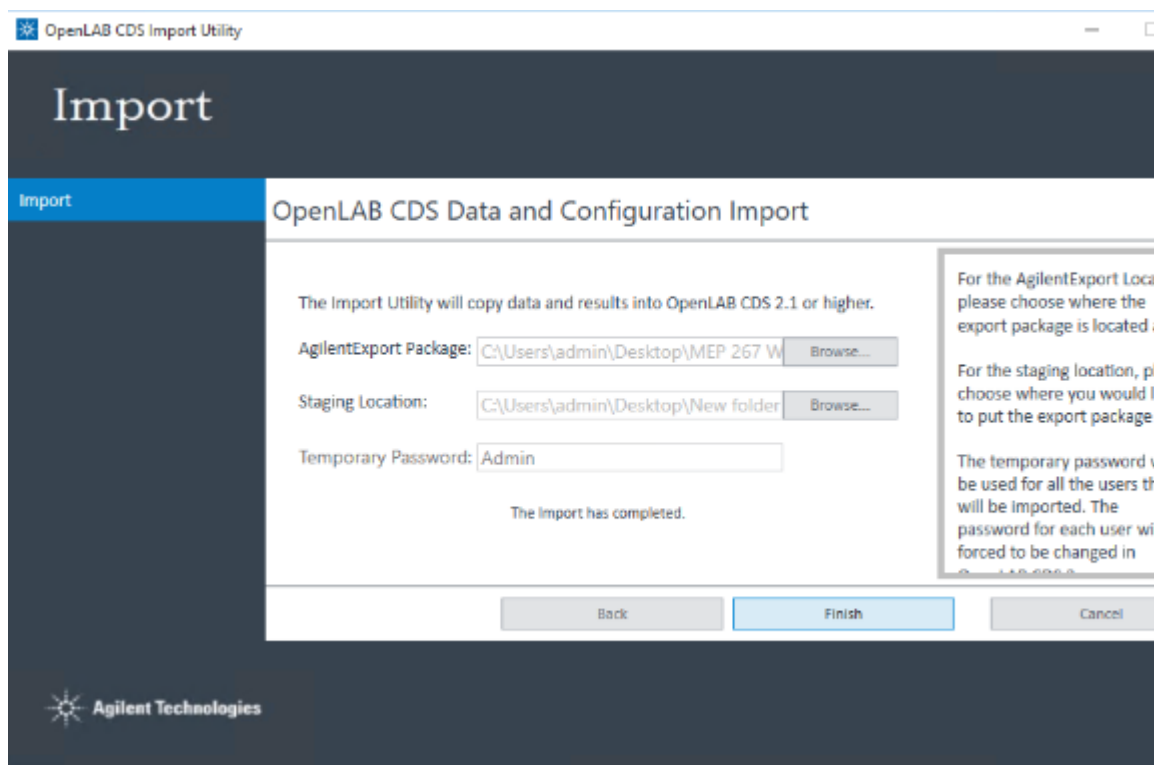 OpenLAB CDS Import Utility
Import
Import
OpenLAB CDS Data and Configuration Import
The Import Utility will copy data and results into OpenLAB CDS 2.1 or higher.
AgilentExport Package: C:\Users\admin\Desktop\MEP 267 W Browse...
Staging Location: C:\Users\admin\Desktop\New folder Browse...
Temporary Password: Admin
The Import has completed.
For the AgilentExport Loca
please choose where the
export package is located
For the staging location, pl
choose where you would l
to put the export package
The temporary password
be used for all the users th
will be imported. The
password for each user wi
forced to be changed in
Back Finish Cancel
Agilent Technologies